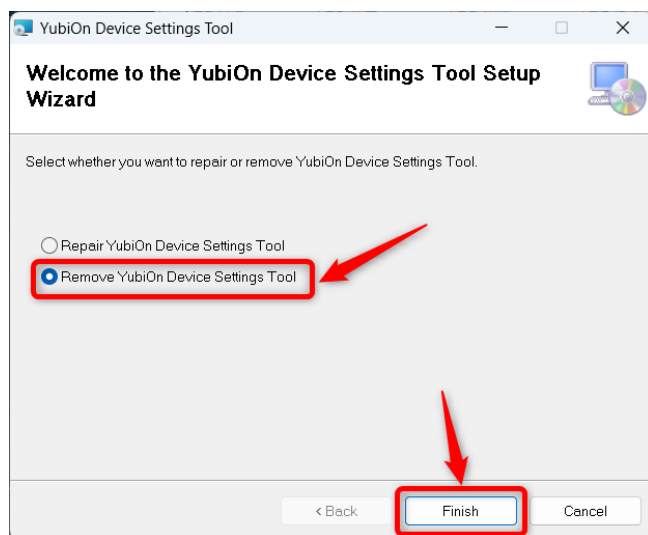 YubiOn Device Settings Tool
Welcome to the YubiOn Device Settings Tool Setup
Wizard
Select whether you want to repair or remove YubiOn Device Settings Tool.
Repair YubiOn Device Settings Tool
Remove YubiOn Device Settings Tool
< Back
Finish
Cancel